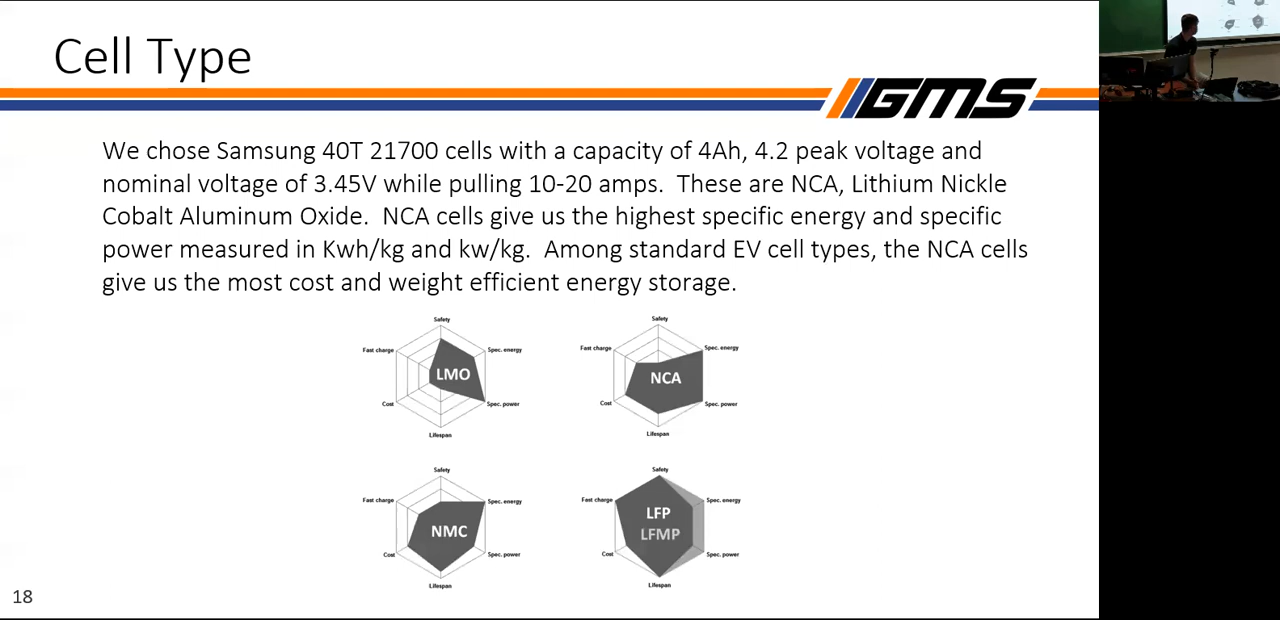 Cell Type
GMS
We chose Samsung 40T 21700 cells with a capacity of 4Ah, 4.2 peak voltage and
nominal voltage of 3.45V while pulling 10-20 amps. These are NCA, Lithium Nickle
Cobalt Aluminum Oxide. NCA cells give us the highest specific energy and specific
power measured in Kwh/kg and kw/kg. Among standard EV cell types, the NCA cells
give us the most cost and weight efficient energy storage.
Safety
Fast charge
Spec. energy
LMO
Cost
Spec. power
Lifespan
Safety
Fast charge
Spec. energy
NCA
Cost
Spec. power
Lifespan
Safety
Fast charge
Spec. energy
NMC
Cost
Spec. power
Lifespan
Safety
Fast charge
Spec. energy
LFP
LFMP
Cost
Spec. power
Lifespan
18